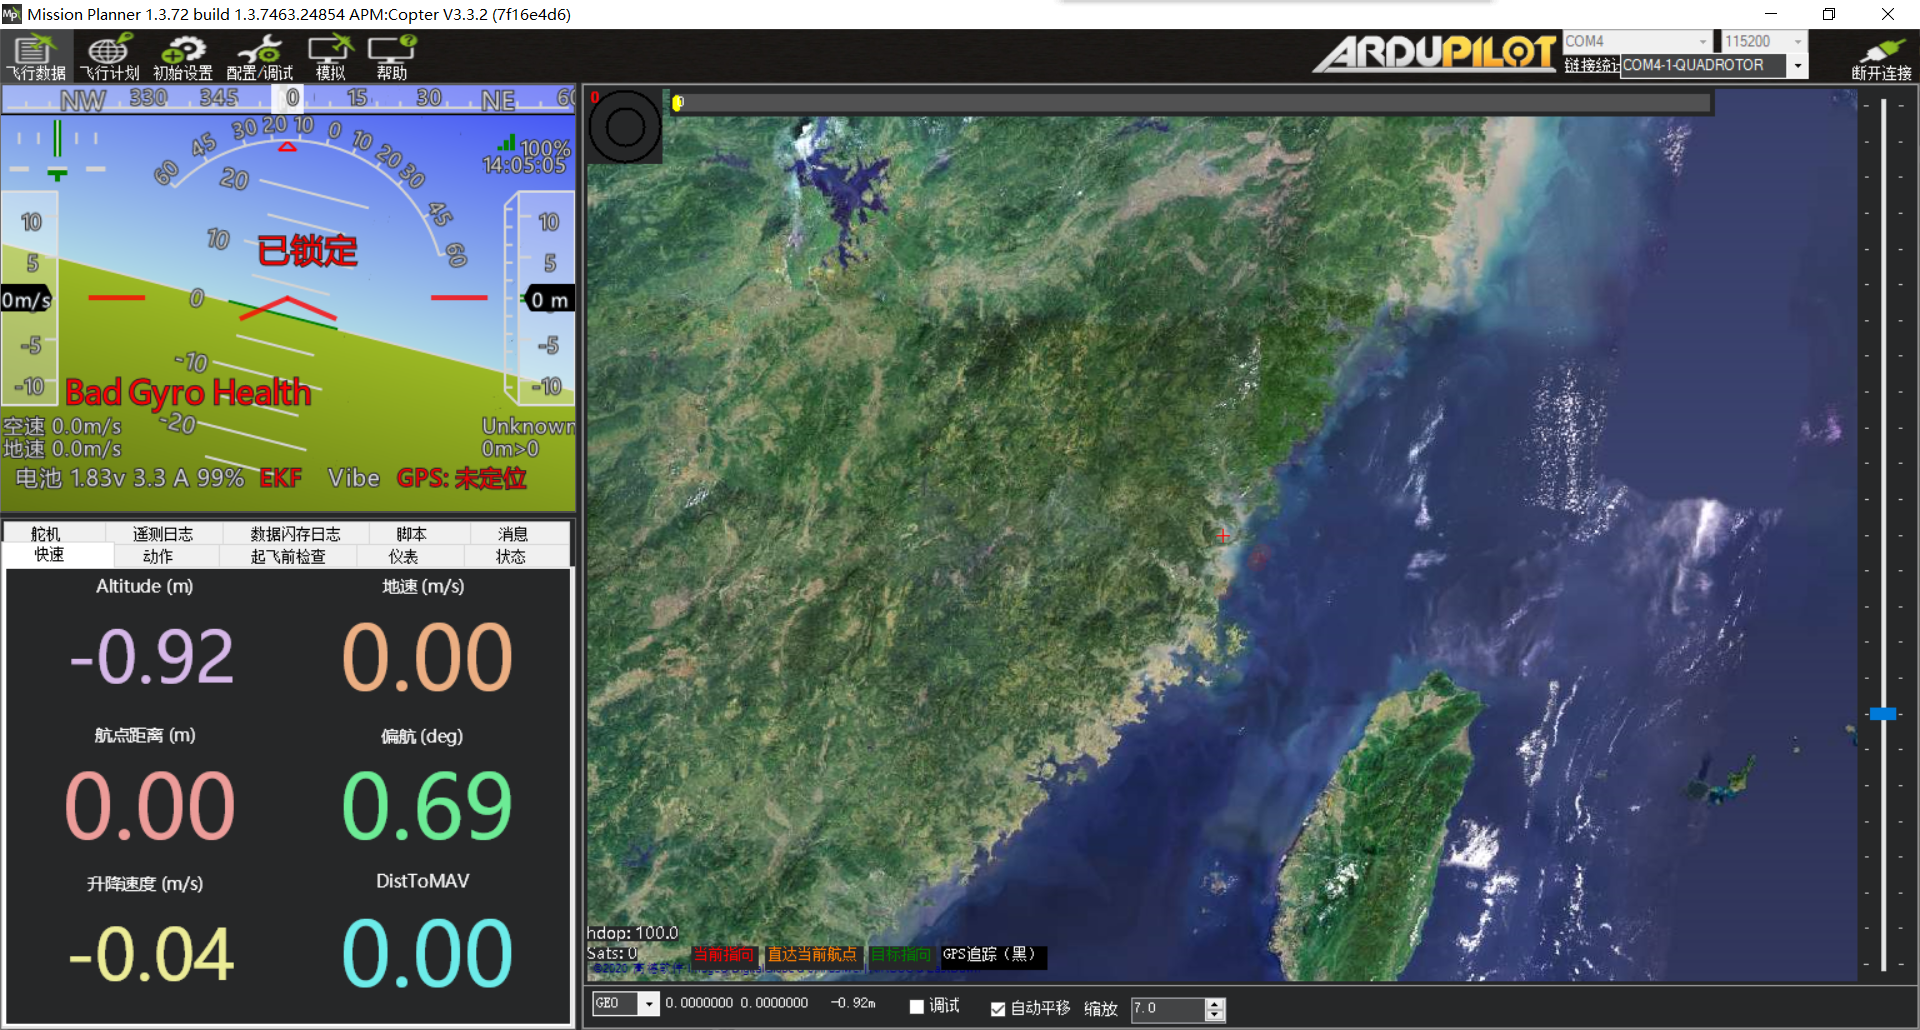 Mission Planner 1.3.72 build 1.3.7463.24854 APM:Copter V3.3.2 (7f16e4d6)
飞行数据 飞行计划 初始设置 配置/调试 模拟 帮助
ARDUPILOT
COM4 115200
链接统计 COM4-1-QUADROTOR
断开连接
NW 330 345 0 15 30 NE 60
60 45 30 20 10 0 10 20 30 45 60
100%
14:05:05
20
10
0
-10
-20
10
5
0m/s
-5
-10
10
5
0 m
-5
-10
已锁定
Bad Gyro Health
空速 0.0m/s
地速 0.0m/s
Unknown
0m>0
电池 1.83v 3.3 A 99% EKF Vibe GPS: 未定位
舵机 遥测日志 数据闪存日志 脚本 消息
快速 动作 起飞前检查 仪表 状态
Altitude (m) 地速 (m/s)
-0.92 0.00
航点距离 (m) 偏航 (deg)
0.00 0.69
升降速度 (m/s) DistToMAV
-0.04 0.00
0
hdop: 100.0
Sats: 0
当前指向 直达当前航点 目标指向 GPS追踪（黑）
GEO 0.0000000 0.0000000 -0.92m 调试 自动平移 缩放 7.0